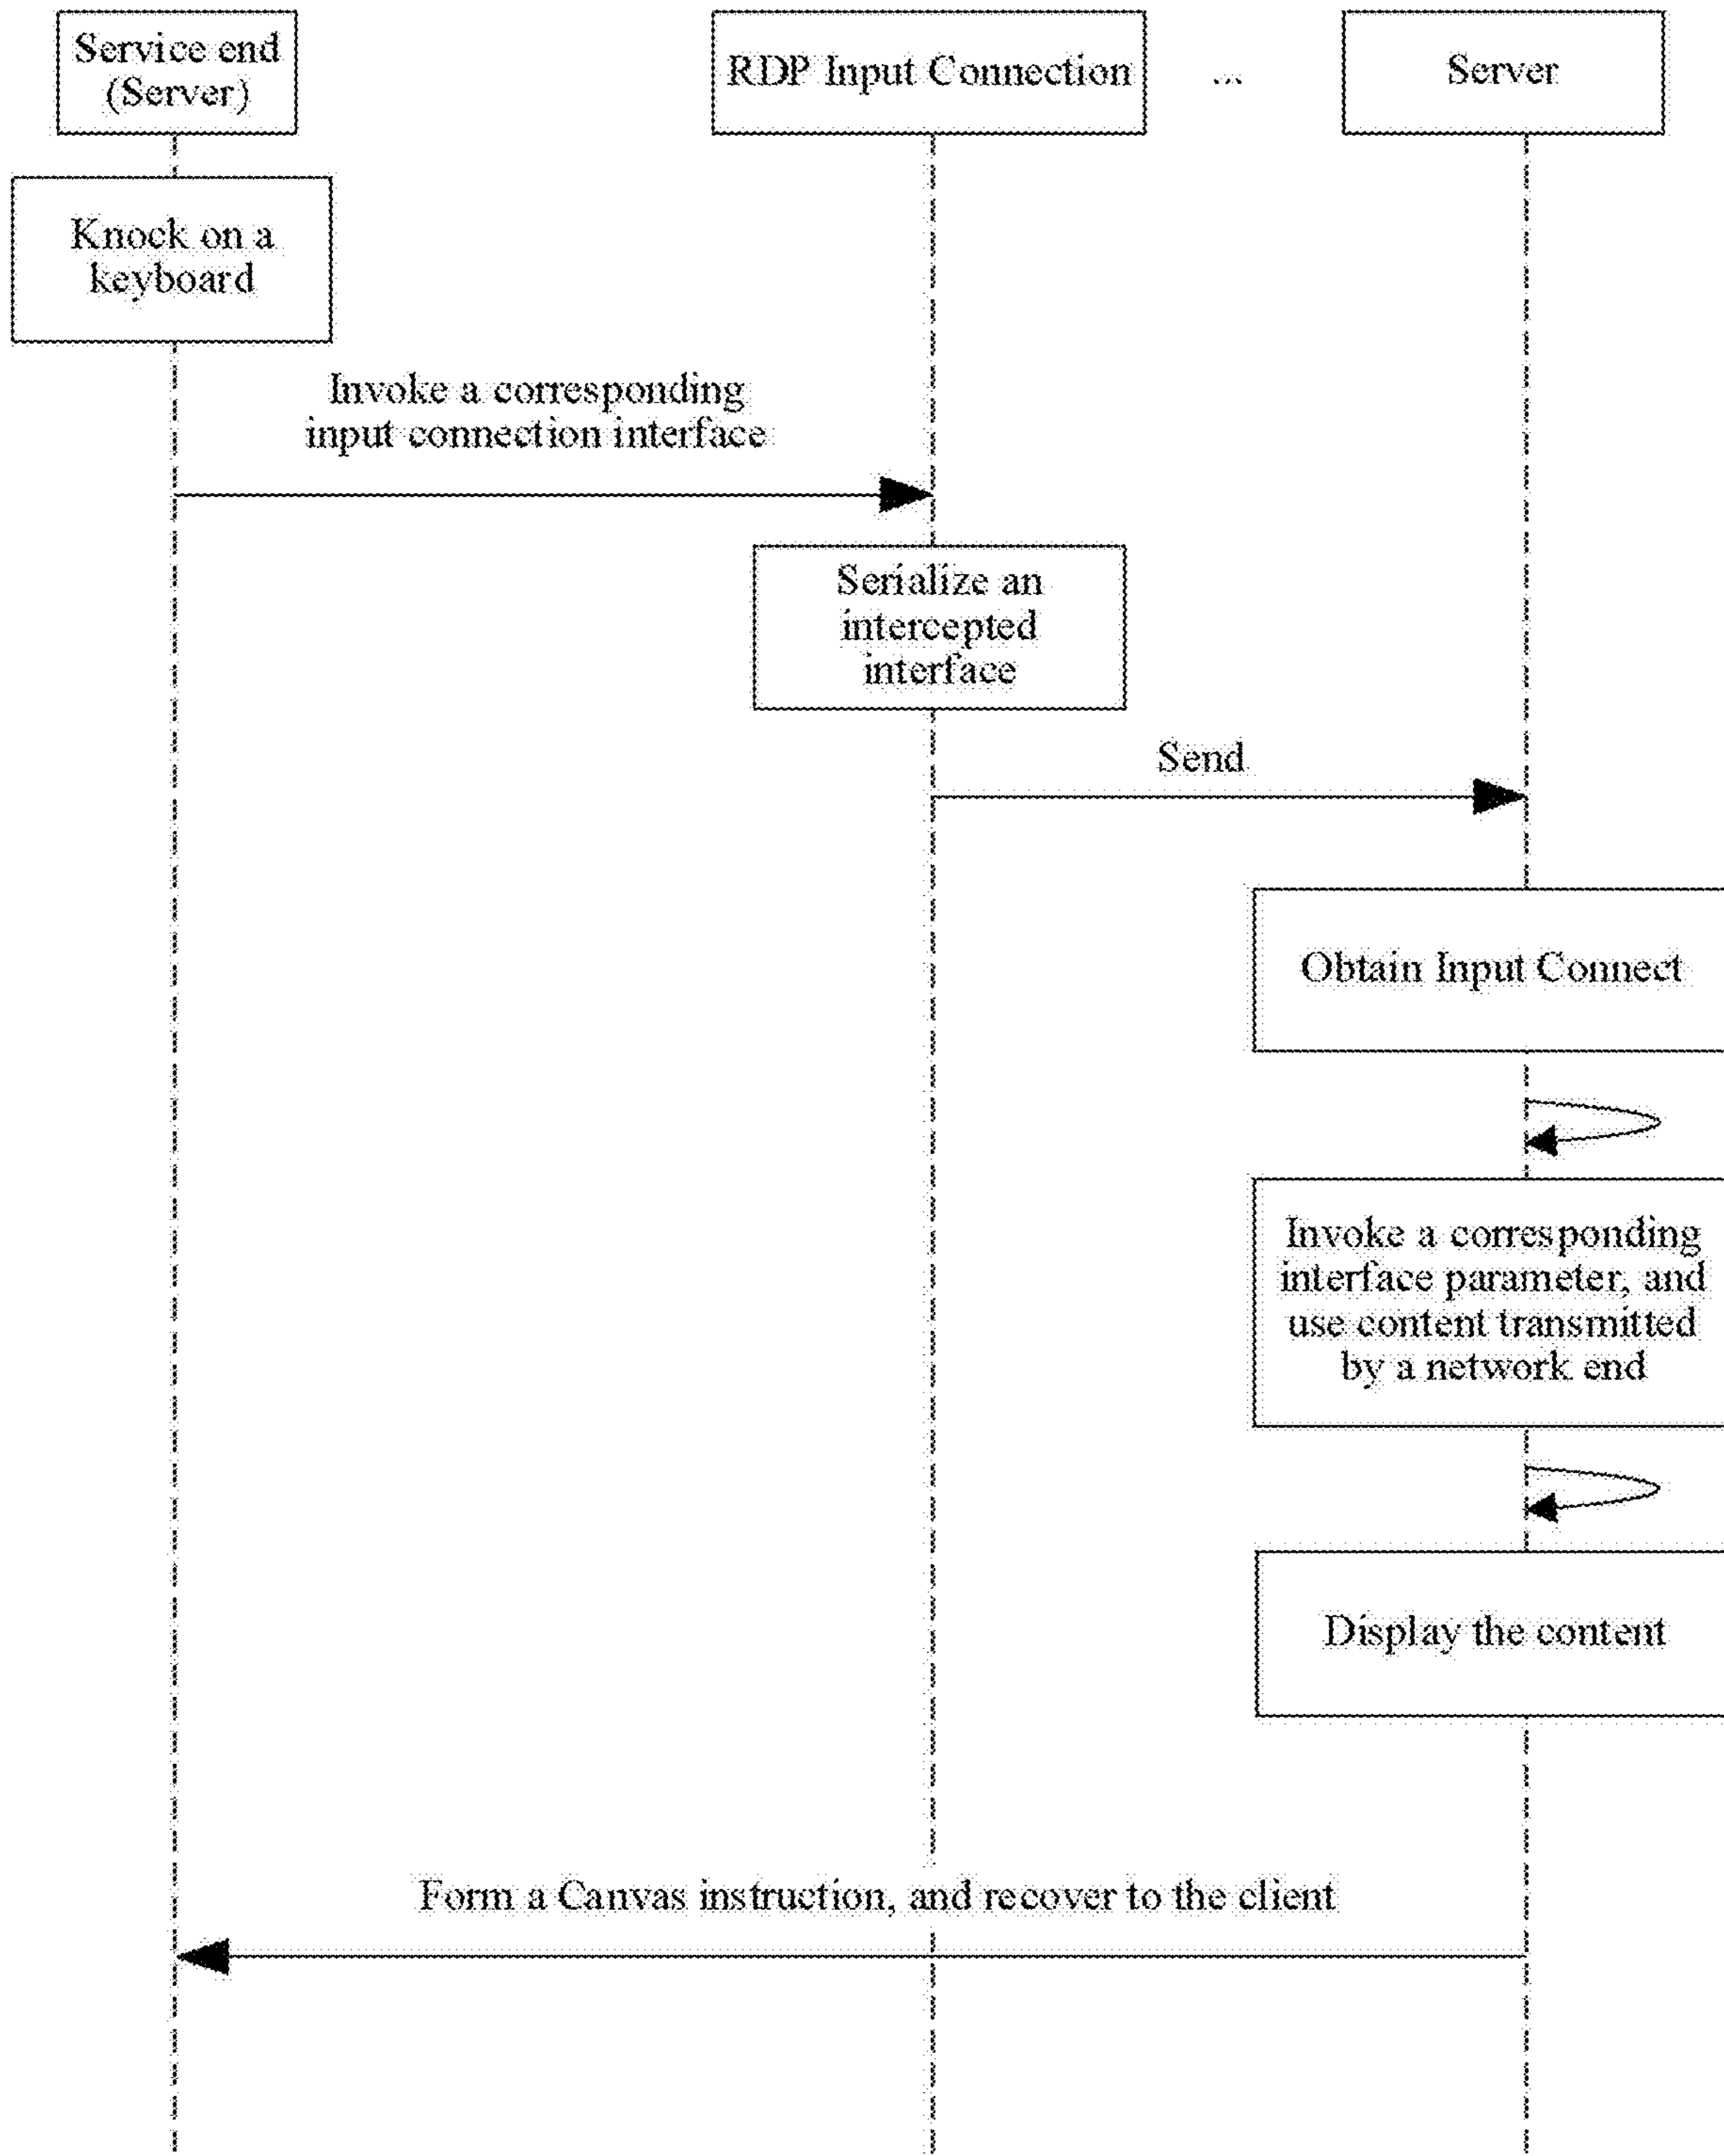 Service end
(Server)
RDP Input Connection
...
Server
Knock on a
keyboard
Invoke a corresponding
input connection interface
Serialize an
intercepted
interface
Send
Obtain Input Connect
Invoke a corresponding
interface parameter, and
use content transmitted
by a network end
Display the content
Form a Canvas instruction, and recover to the client